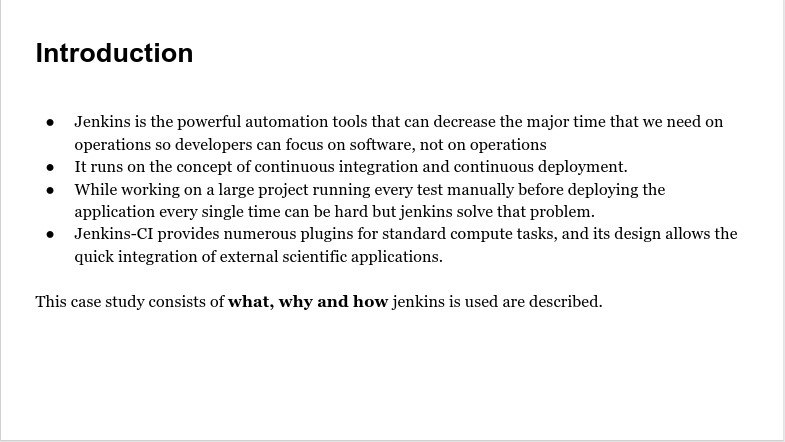 Introduction
● Jenkins is the powerful automation tools that can decrease the major time that we need on
operations so developers can focus on software, not on operations
● It runs on the concept of continuous integration and continuous deployment.
● While working on a large project running every test manually before deploying the
application every single time can be hard but jenkins solve that problem.
● Jenkins-CI provides numerous plugins for standard compute tasks, and its design allows the
quick integration of external scientific applications.
This case study consists of what, why and how jenkins is used are described.